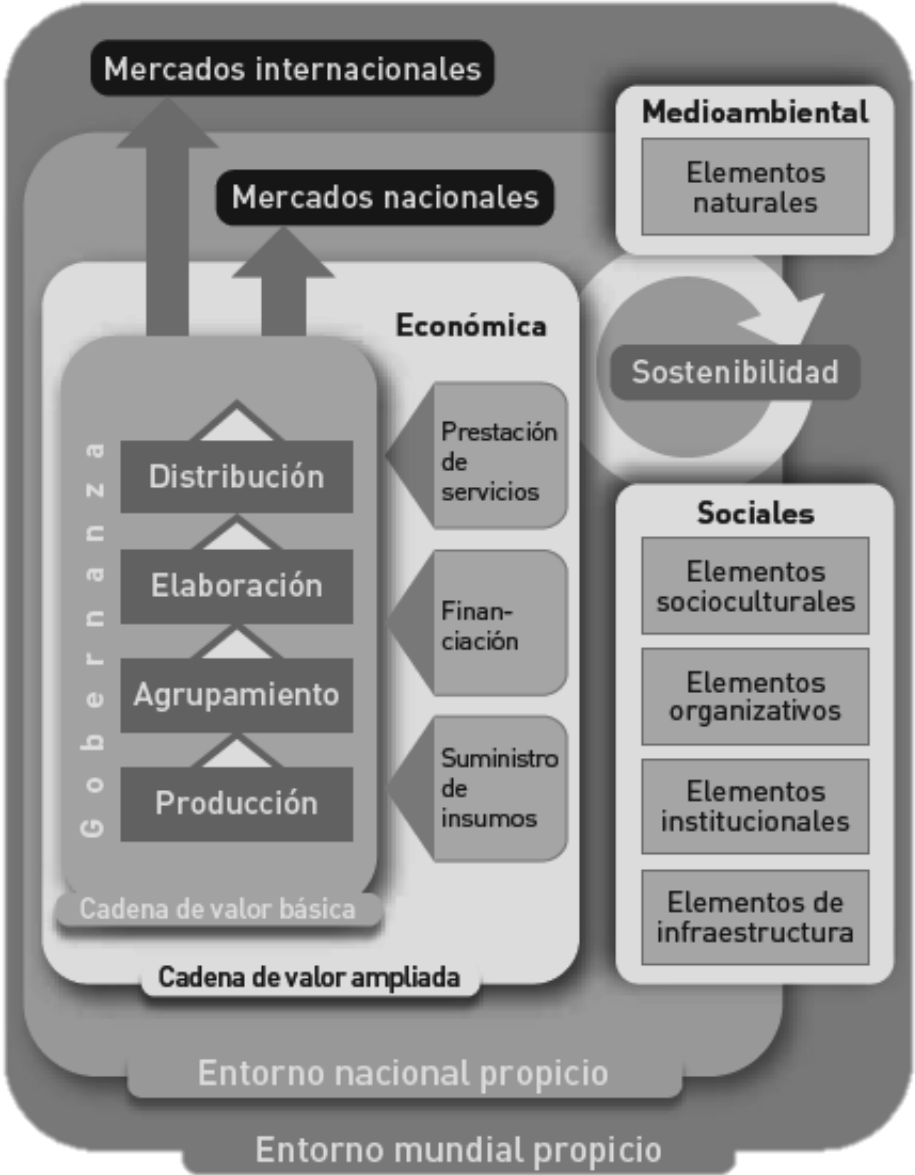 Mercados internacionales
Medioambiental
Elementos
naturales
Mercados nacionales
Económica
Sostenibilidad
Gobernanza
Distribución
Elaboración
Agrupamiento
Producción
Prestación
de
servicios
Finan-
ciación
Suministro
de
insumos
Sociales
Elementos
socioculturales
Elementos
organizativos
Elementos
institucionales
Elementos de
infraestructura
Cadena de valor básica
Cadena de valor ampliada
Entorno nacional propicio
Entorno mundial propicio